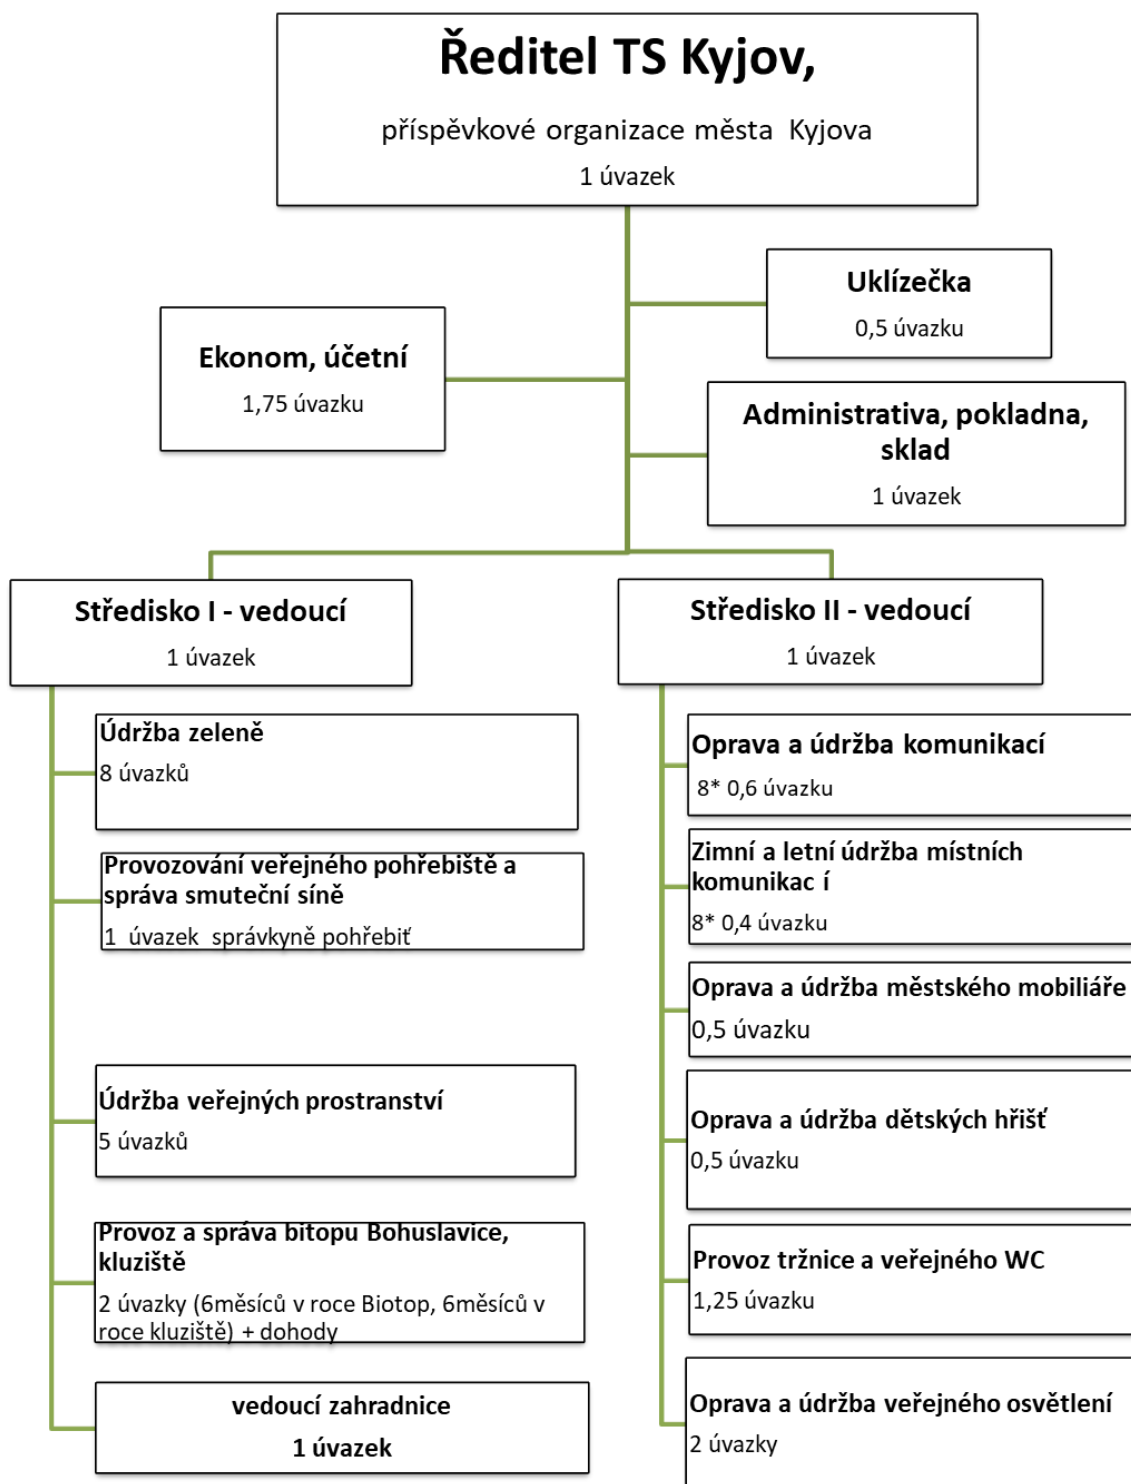 Ředitel TS Kyjov,
příspěvkové organizace města Kyjova
1 úvazek
Uklízečka
0,5 úvazku
Ekonom, účetní
1,75 úvazku
Administrativa, pokladna,
sklad
1 úvazek
Středisko I - vedoucí
1 úvazek
Údržba zeleně
8 úvazků
Provozování veřejného pohřebiště a
správa smuteční síně
1 úvazek správkyně pohřebiť
Údržba veřejných prostranství
5 úvazků
Provoz a správa bitopu Bohuslavice,
kluziště
2 úvazky (6měsíců v roce Biotop, 6měsíců v
roce kluziště) + dohody
vedoucí zahradnice
1 úvazek
Středisko II - vedoucí
1 úvazek
Oprava a údržba komunikací
8* 0,6 úvazku
Zimní a letní údržba místních
komunikac í
8* 0,4 úvazku
Oprava a údržba městského mobiliáře
0,5 úvazku
Oprava a údržba dětských hřišť
0,5 úvazku
Provoz tržnice a veřejného WC
1,25 úvazku
Oprava a údržba veřejného osvětlení
2 úvazky